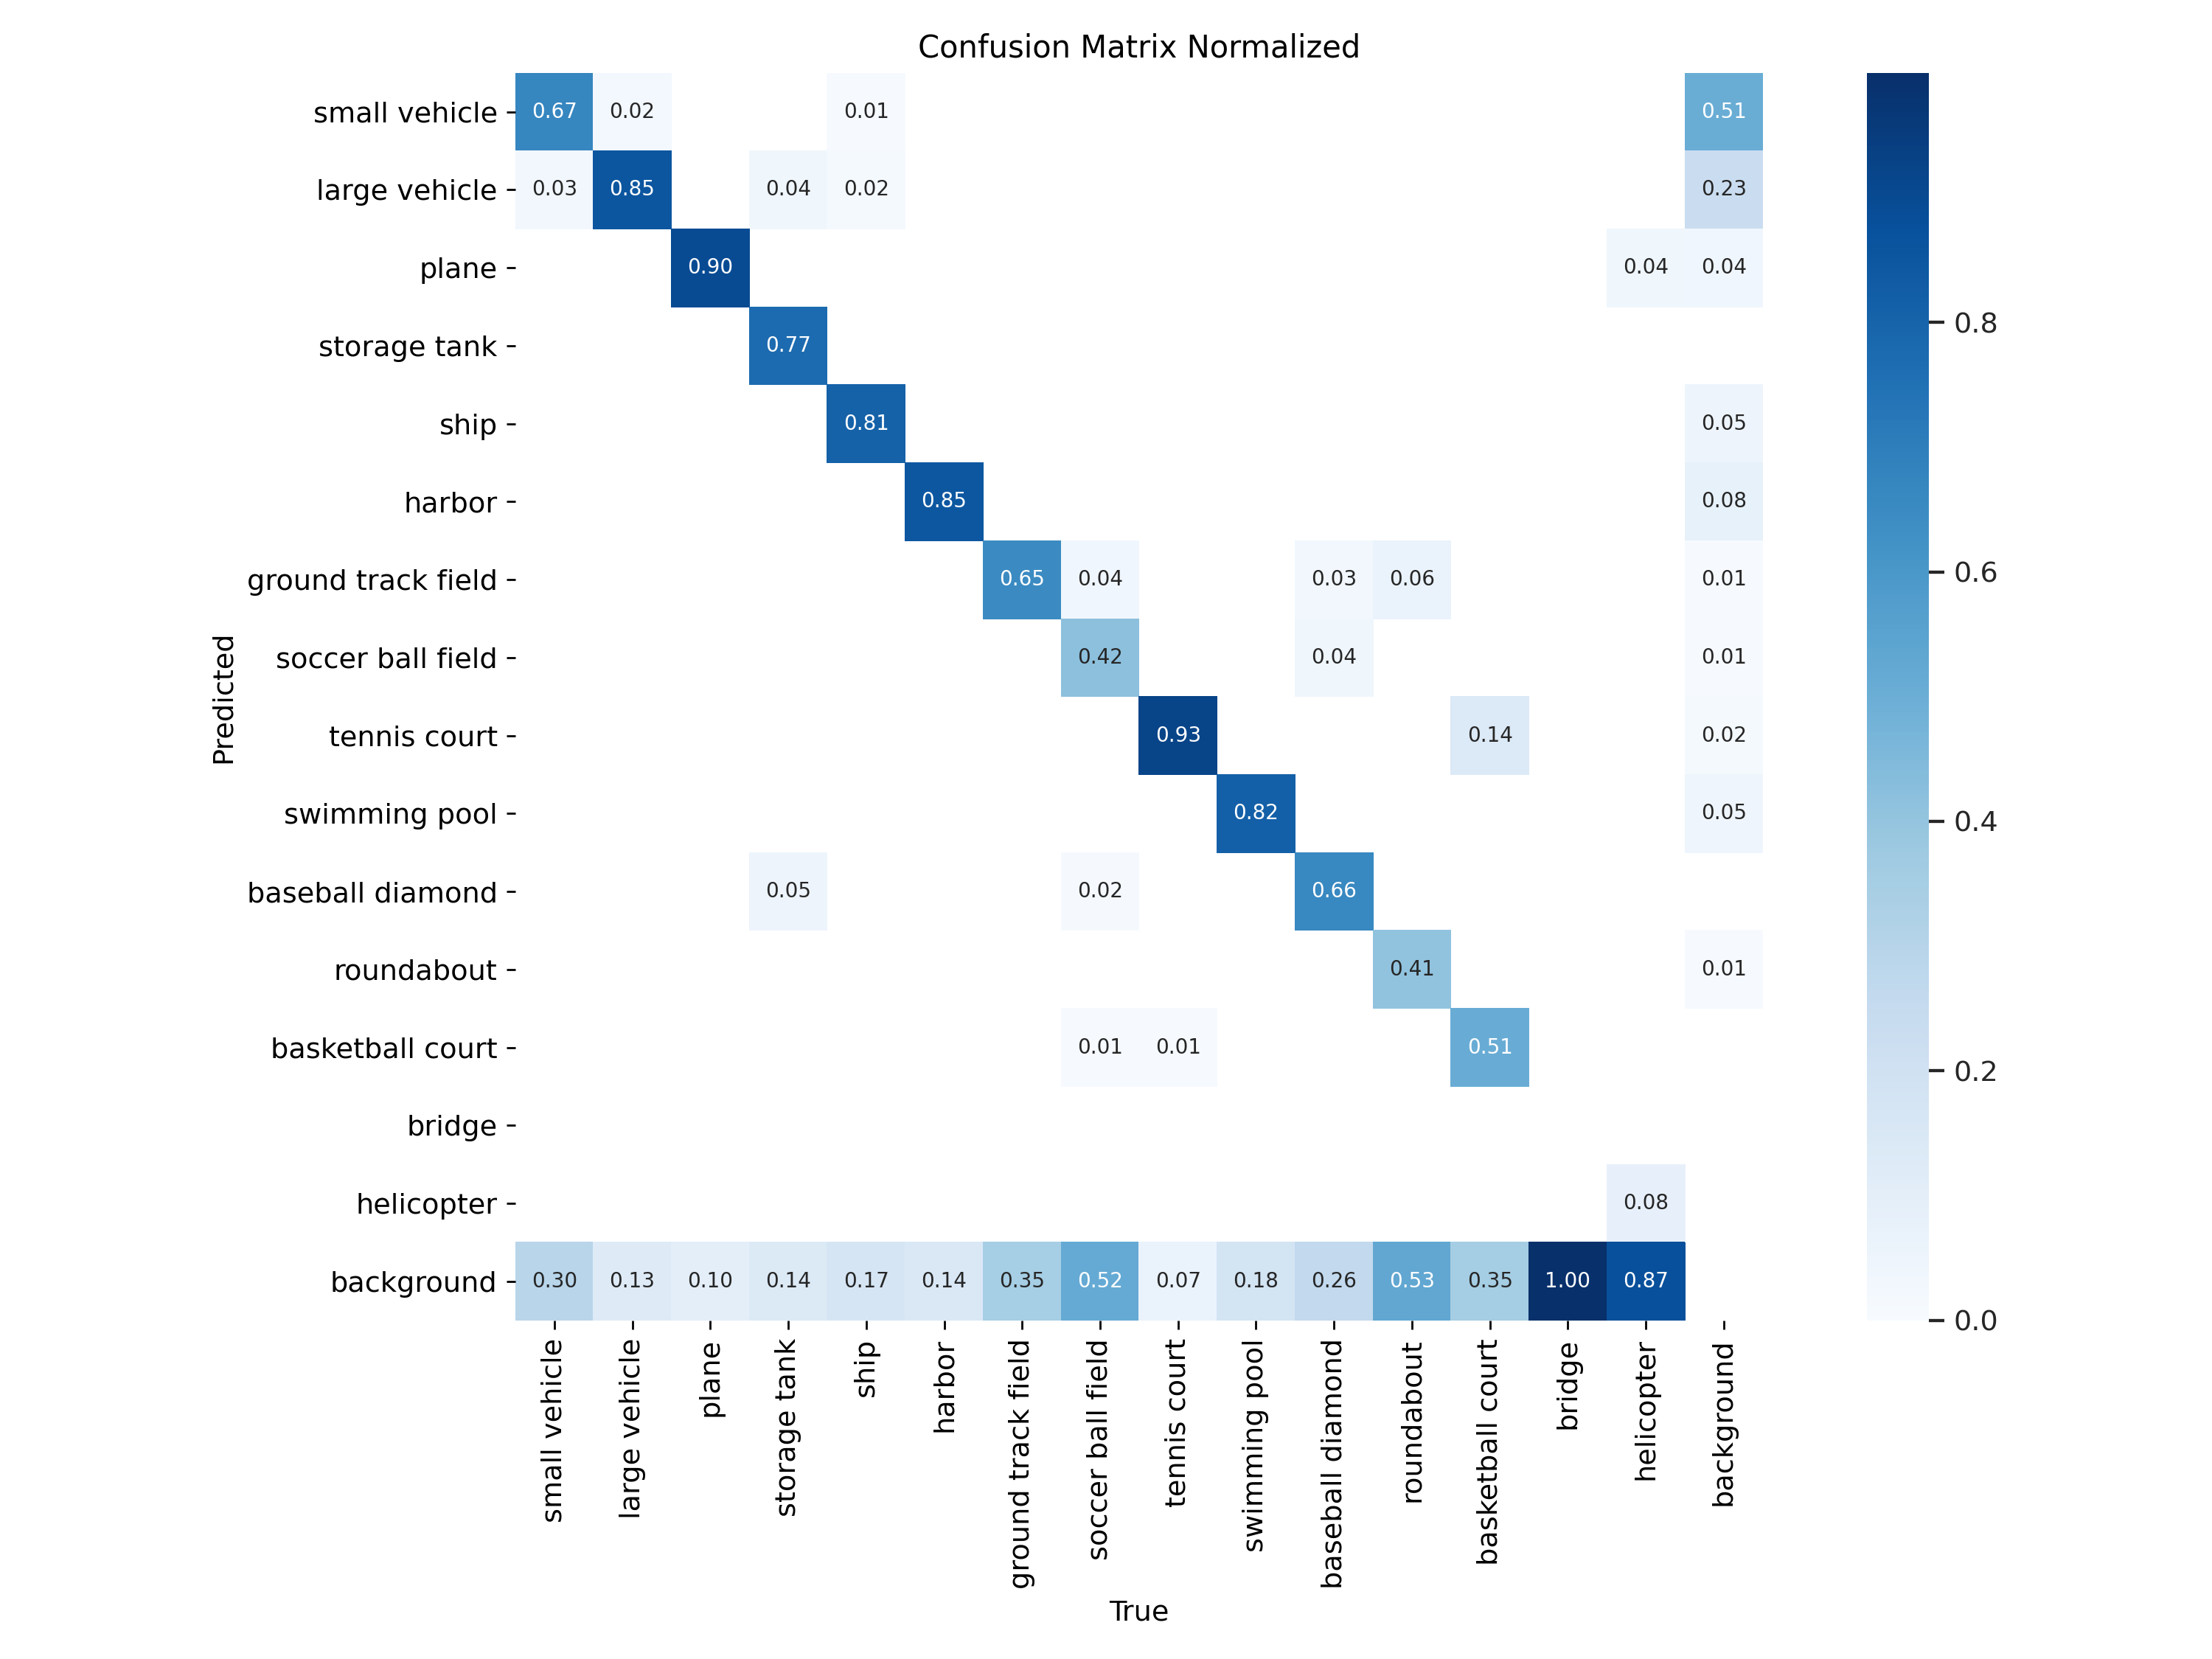 Confusion Matrix Normalized
small vehicle 0.67 0.02 0.01 0.51
large vehicle 0.03 0.85 0.04 0.02 0.23
plane 0.90 0.04 0.04
0.8
storage tank 0.77
ship 0.81 0.05
harbor 0.85 0.08
ground track field 0.65 0.04 0.03 0.06 0.01
0.6
soccer ball field 0.42 0.04 0.01
Predicted
tennis court 0.93 0.14 0.02
swimming pool 0.82 0.05
0.4
baseball diamond 0.05 0.02 0.66
roundabout 0.41 0.01
basketball court 0.01 0.01 0.51
0.2
bridge
helicopter 0.08
background 0.30 0.13 0.10 0.14 0.17 0.14 0.35 0.52 0.07 0.18 0.26 0.53 0.35 1.00 0.87
0.0
small vehicle
large vehicle
plane
storage tank
ship
harbor
ground track field
soccer ball field
tennis court
swimming pool
baseball diamond
roundabout
basketball court
bridge
helicopter
background
True